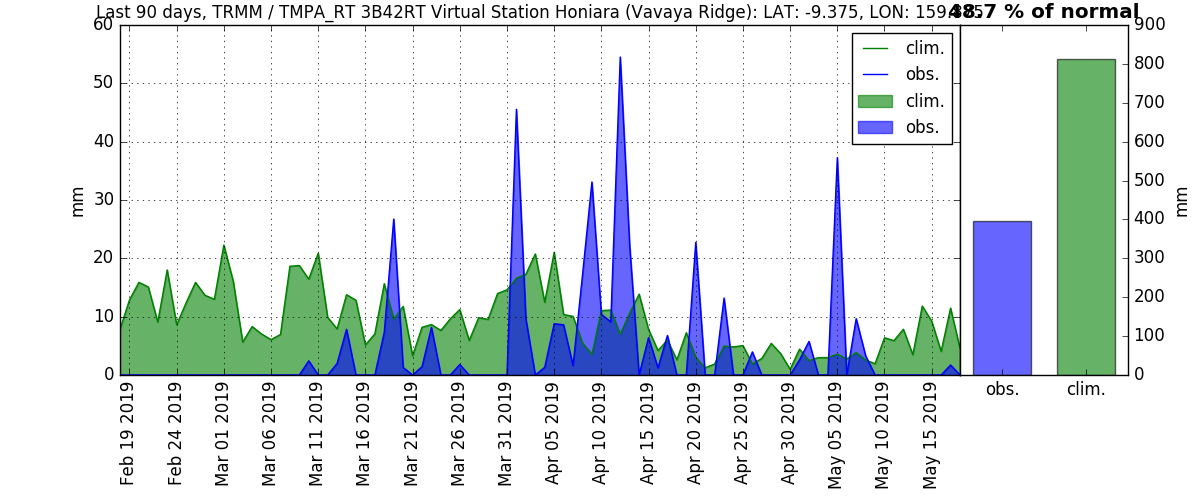 Last 90 days, TRMM / TMPA_RT 3B42RT Virtual Station Honiara (Vavaya Ridge): LAT: -9.375, LON:
48.7 % of normal
60
50
40
30
20
10
0
mm
clim.
obs.
clim.
obs.
900
800
700
600
500
400
300
200
100
0
mm
Feb 19 2019
Feb 24 2019
Mar 01 2019
Mar 06 2019
Mar 11 2019
Mar 16 2019
Mar 21 2019
Mar 26 2019
Mar 31 2019
Apr 05 2019
Apr 10 2019
Apr 15 2019
Apr 20 2019
Apr 25 2019
Apr 30 2019
May 05 2019
May 10 2019
May 15 2019
obs.
clim.